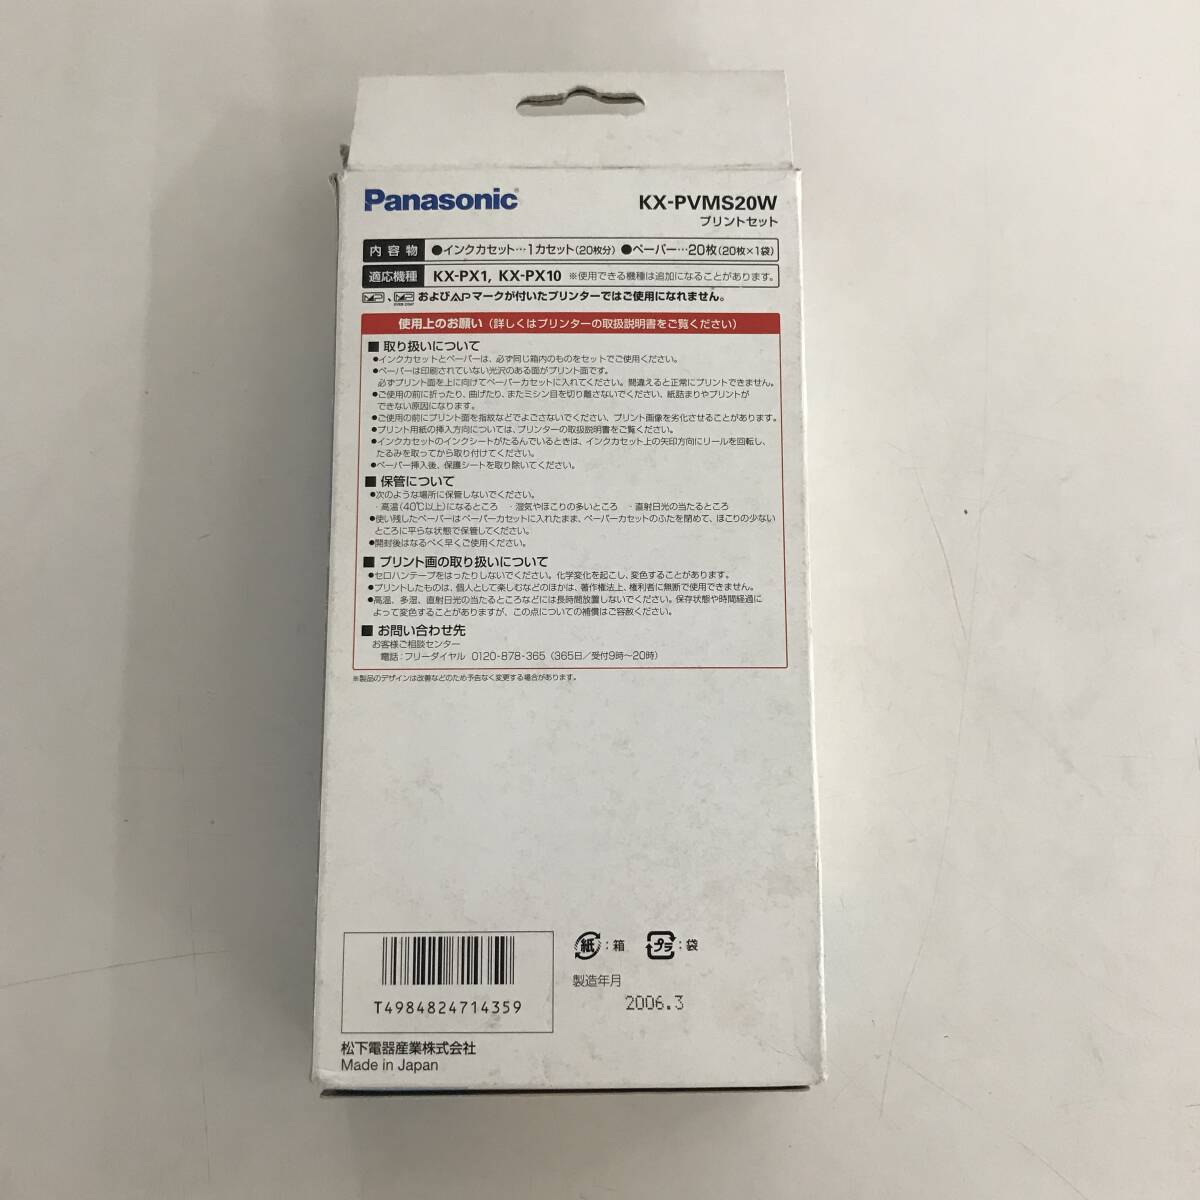 Panasonic
KX-PVMS20W
プリントセット
内容物 ●インクカセット…1カセット(20枚分) ●ペーパー…20枚(20枚×1袋)
適応機種 KX-PX1, KX-PX10 ※使用できる機種は追加になることがあります。
、およびAPマークが付いたプリンターではご使用になれません。
使用上のお願い (詳しくはプリンターの取扱説明書をご覧ください)
■ 取り扱いについて
●インクカセットとペーパーは、必ず同じ箱内のものをセットでご使用ください。
●ペーパーは印刷されていない光沢のある面がプリント面です。
必ずプリント面を上に向けてペーパーカセットに入れてください。間違えると正常にプリントできません。
●ご使用の前に折ったり、曲げたり、またミシン目を切り離さないでください、紙詰まりやプリントが
できない原因になります。
●ご使用の前にプリント面を指紋などでよごさないでください、プリント画像を劣化させることがあります。
●プリント用紙の挿入方向については、プリンターの取扱説明書をご覧ください。
●インクカセットのインクシートがたるんでいるときは、インクカセット上の矢印方向にリールを回転し、
たるみを取ってから取り付けてください。
●ペーパー挿入後、保護シートを取り除いてください。
■ 保管について
●次のような場所に保管しないでください。
・高温(40℃以上)になるところ ・湿気やほこりの多いところ ・直射日光の当たるところ
●使い残したペーパーはペーパーカセットに入れたまま、ペーパーカセットのふたを閉めて、ほこりの少ない
ところに平らな状態で保管してください。
●開封後はなるべく早くご使用ください。
■ プリント画の取り扱いについて
●セロハンテープをはったりしないでください。化学変化を起こし、変色することがあります。
●プリントしたものは、個人として楽しむなどのほかは、著作権法上、権利者に無断で使用できません。
●高温、多湿、直射日光の当たるところなどには長時間放置しないでください。保存状態や時間経過に
よって変色することがありますが、この点についての補償はご容赦ください。
■ お問い合わせ先
お客様ご相談センター
電話：フリーダイヤル 0120-878-365 (365日／受付9時～20時)
※製品のデザインは改善などのため予告なく変更する場合があります。
紙：箱 プラ：袋
製造年月
2006.3
T4984824714359
松下電器産業株式会社
Made in Japan